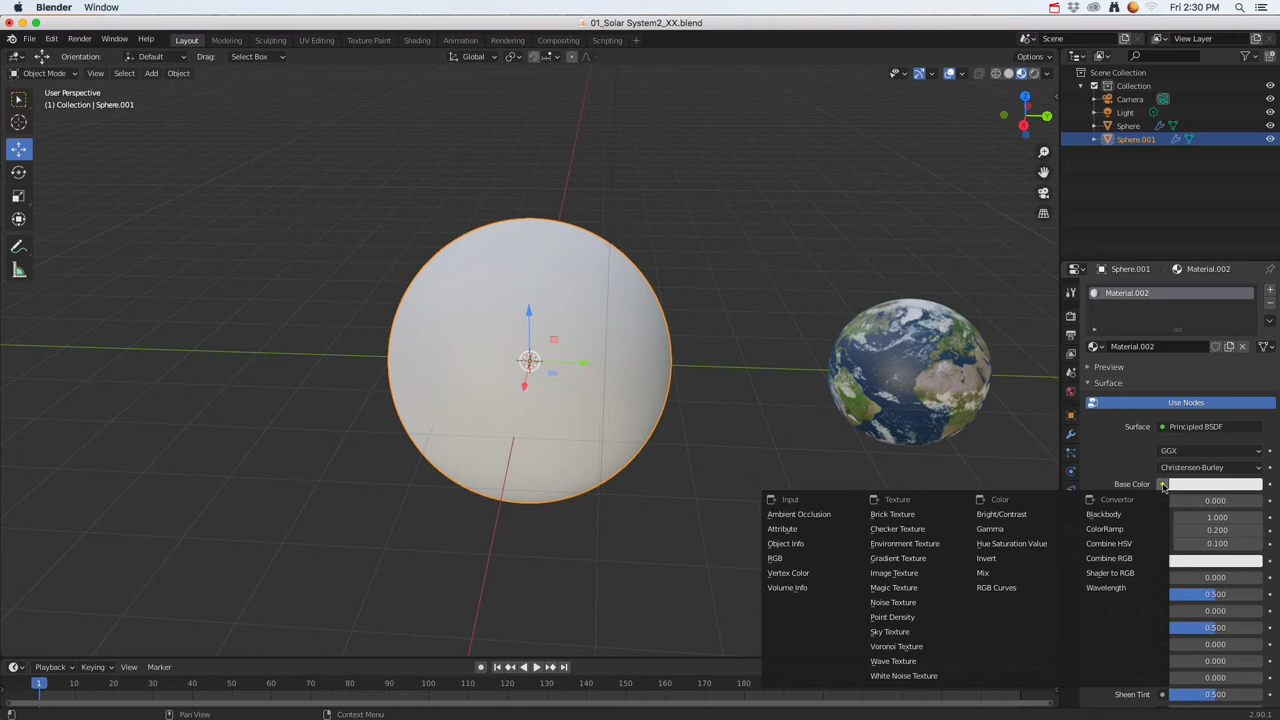 Blender Window Fri 2:30 PM
01_Solar System2_XX.blend
File Edit Render Window Help Layout Modeling Sculpting UV Editing Texture Paint Shading Animation Rendering Compositing Scripting + Scene View Layer
Orientation: Default Drag: Select Box Global Options
Object Mode View Select Add Object
User Perspective
(1) Collection | Sphere.001
Z
Y
X
Scene Collection
Collection
Camera
Light
Sphere
Sphere.001
Sphere.001 Material.002
Material.002
Material.002
Preview
Surface
Use Nodes
Surface Principled BSDF
GGX
Christensen-Burley
Base Color
Input Texture Color Convertor
Ambient Occlusion Brick Texture Bright/Contrast Blackbody
Attribute Checker Texture Gamma ColorRamp
Object Info Environment Texture Hue Saturation Value Combine HSV
RGB Gradient Texture Invert Combine RGB
Vertex Color Image Texture Mix Shader to RGB
Volume Info Magic Texture RGB Curves Wavelength
Noise Texture
Point Density
Sky Texture
Voronoi Texture
Wave Texture
White Noise Texture
0.000
1.000
0.200
0.100
0.000
0.500
0.000
0.500
0.000
0.000
0.000
Sheen Tint 0.500
Playback Keying View Marker
1 10 20 30 40 50 60 70 80 90 100 110 120 130 140 150 160 170 180
Pan View Context Menu 2.90.1